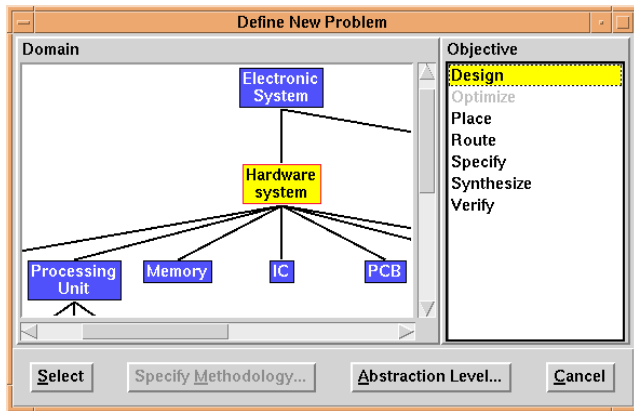 Define New Problem
Domain
Objective
Electronic
System
Hardware
system
Processing
Unit
Memory
IC
PCB
Design
Optimize
Place
Route
Specify
Synthesize
Verify
Select
Specify Methodology...
Abstraction Level...
Cancel